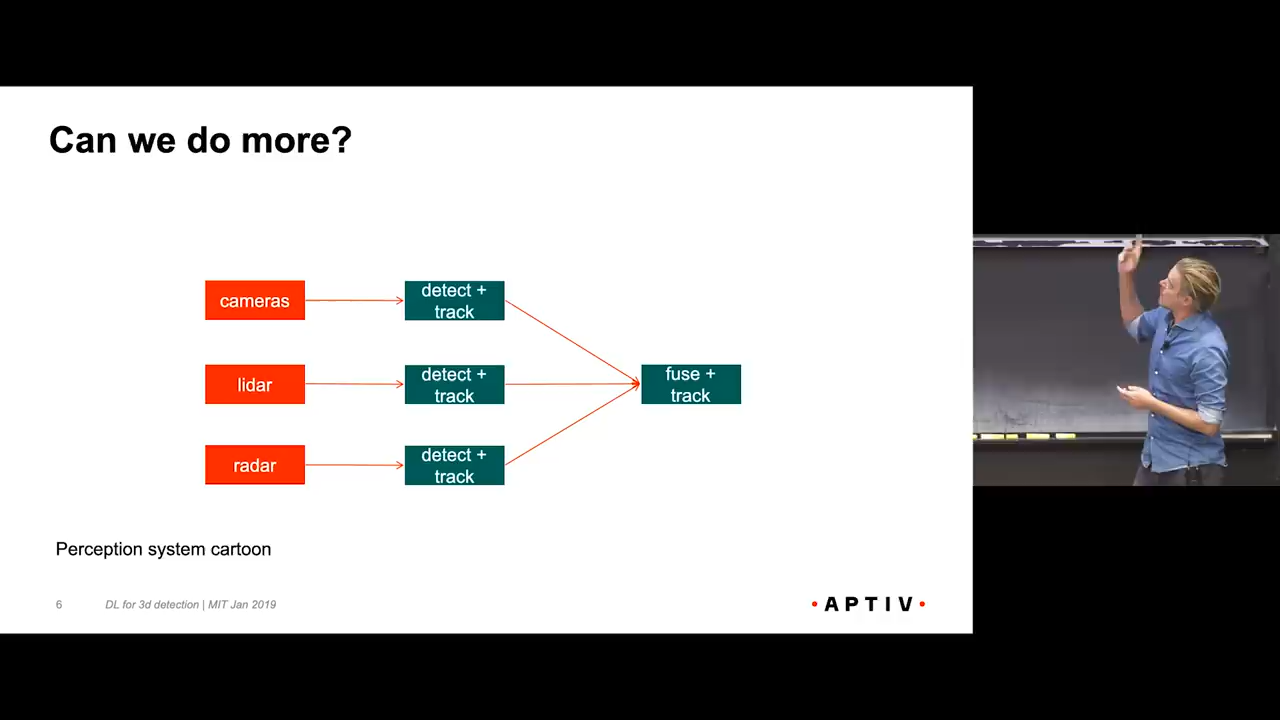 Can we do more?
cameras
detect +
track
lidar
detect +
track
fuse +
track
radar
detect +
track
Perception system cartoon
6
DL for 3d detection | MIT Jan 2019
APTIV